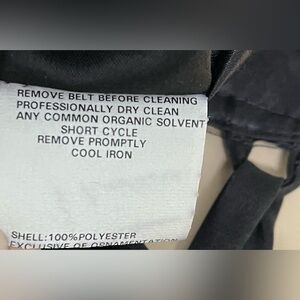 REMOVE BELT BEFORE CLEANING
PROFESSIONALLY DRY CLEAN
ANY COMMON ORGANIC SOLVENT
SHORT CYCLE
REMOVE PROMPTLY
COOL IRON
SHELL:100%POLYESTER
EXCLUSIVE OF ORNAMENTATION